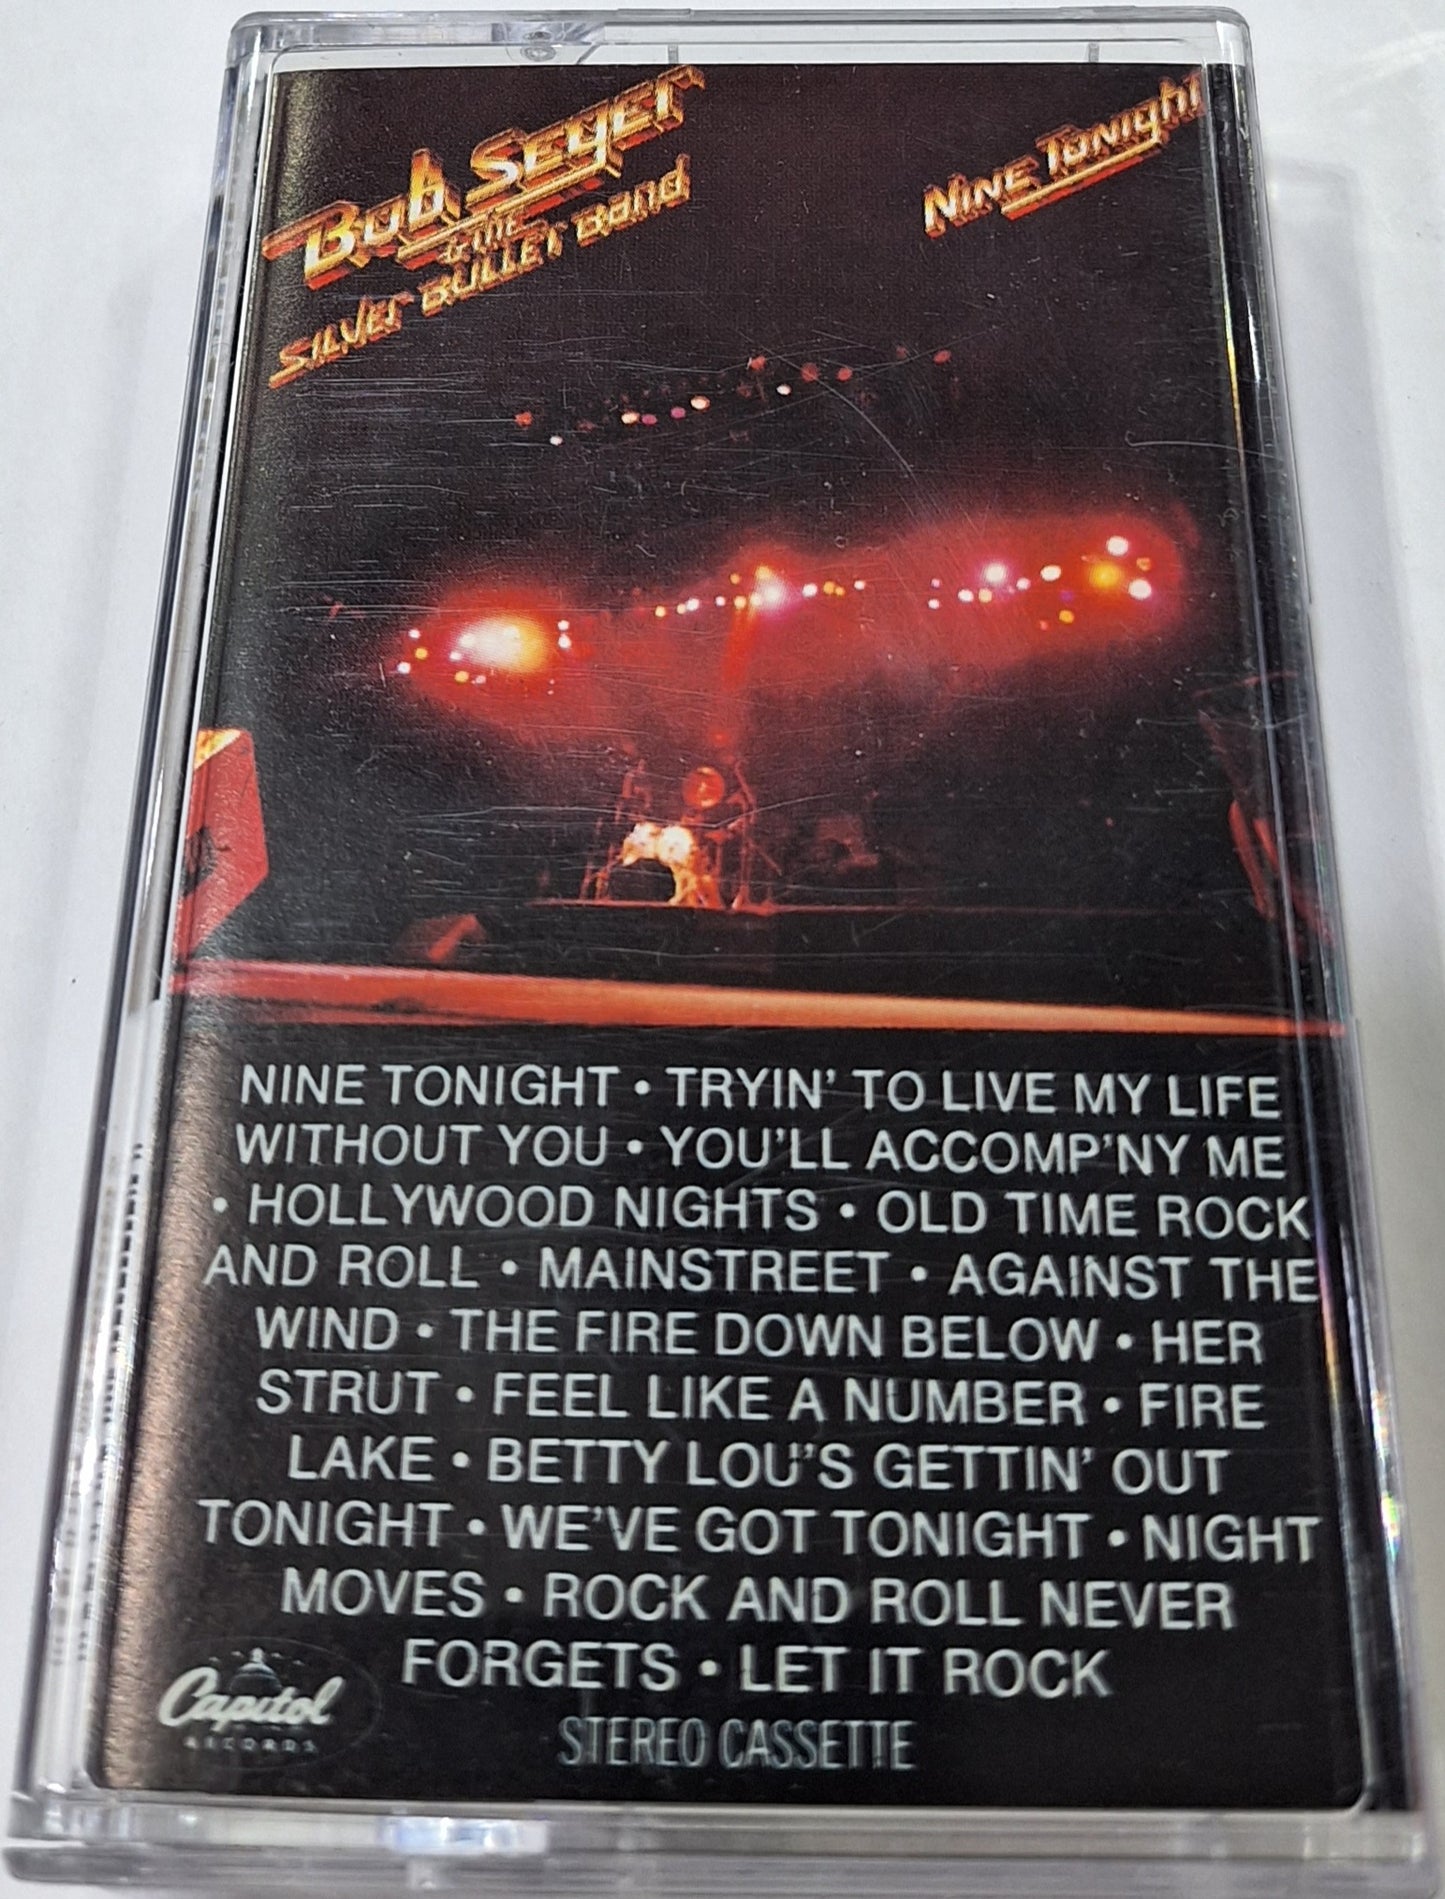 Bob Seger
& the
Silver Bullet Band
Nine Tonight
NINE TONIGHT • TRYIN' TO LIVE MY LIFE
WITHOUT YOU • YOU'LL ACCOMP'NY ME
• HOLLYWOOD NIGHTS • OLD TIME ROCK
AND ROLL • MAINSTREET • AGAINST THE
WIND • THE FIRE DOWN BELOW • HER
STRUT • FEEL LIKE A NUMBER • FIRE
LAKE • BETTY LOU'S GETTIN' OUT
TONIGHT • WE'VE GOT TONIGHT • NIGHT
MOVES • ROCK AND ROLL NEVER
FORGETS • LET IT ROCK
Capitol
RECORDS
STEREO CASSETTE